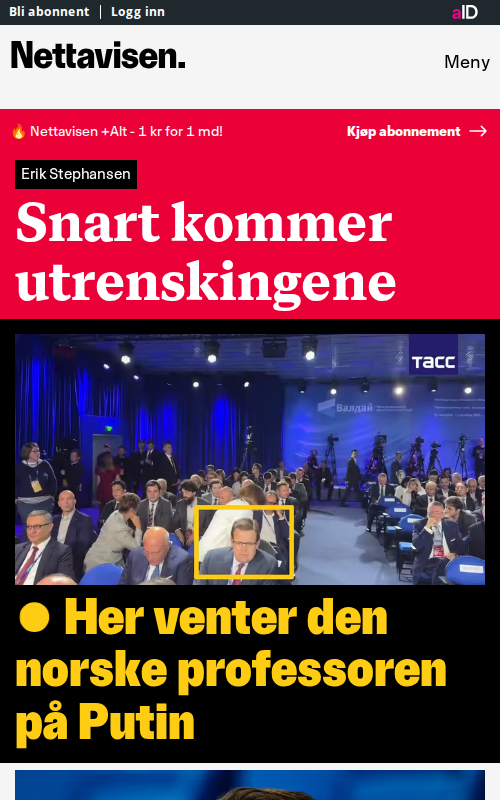 Bli abonnent
Logg inn
aID
Nettavisen.
Meny
🔥 Nettavisen +Alt - 1 kr for 1 md!
Kjøp abonnement →
Erik Stephansen
Snart kommer
utrenskingene
тасс
Валдай
Her venter den
norske professoren
på Putin